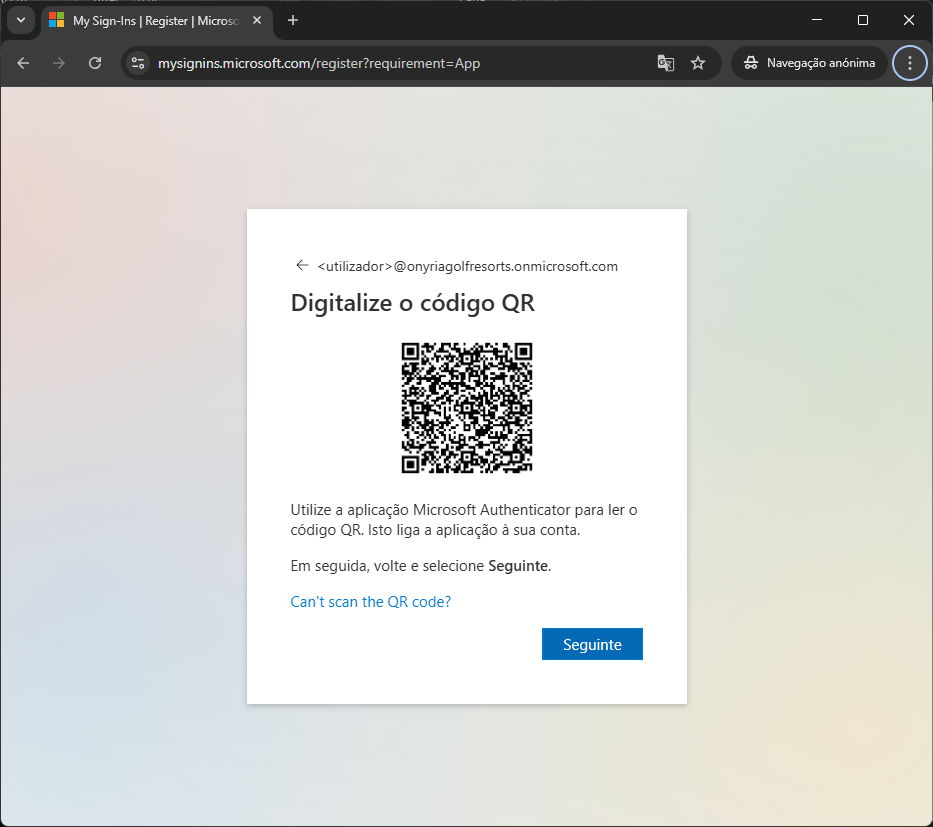 My Sign-Ins | Register | Microso
mysignins.microsoft.com/register?requirement=App
Navegação anónima
<utilizador>@onyriagolfresorts.onmicrosoft.com
Digitalize o código QR
Utilize a aplicação Microsoft Authenticator para ler o
código QR. Isto liga a aplicação à sua conta.
Em seguida, volte e selecione Seguinte.
Can't scan the QR code?
Seguinte